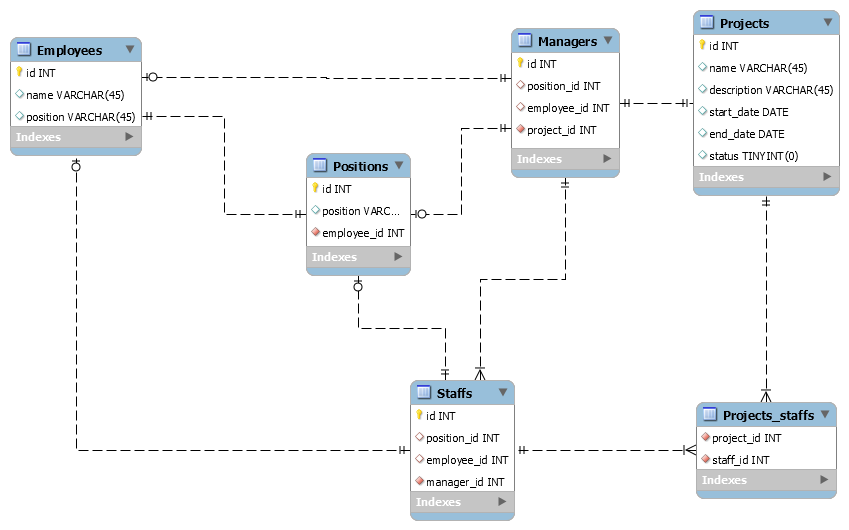 Employees
id INT
name VARCHAR(45)
position VARCHAR(45)
Indexes
Managers
id INT
position_id INT
employee_id INT
project_id INT
Indexes
Projects
id INT
name VARCHAR(45)
description VARCHAR(45)
start_date DATE
end_date DATE
status TINYINT(0)
Indexes
Positions
id INT
position VARC...
employee_id INT
Indexes
Staffs
id INT
position_id INT
employee_id INT
manager_id INT
Indexes
Projects_staffs
project_id INT
staff_id INT
Indexes